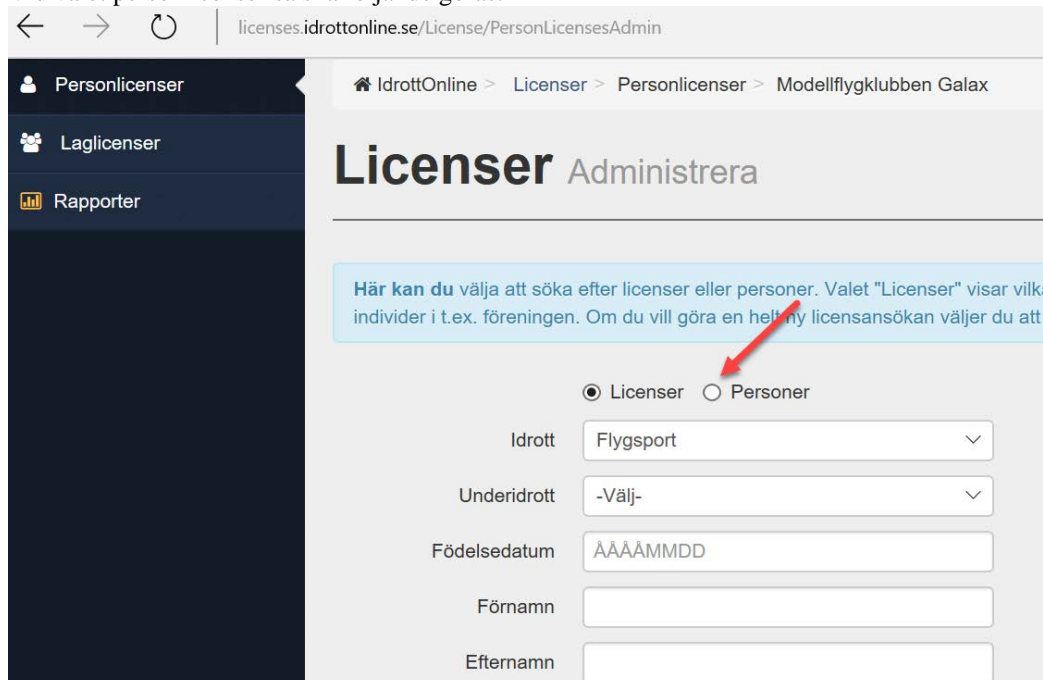 licenses.idrottonline.se/License/PersonLicensesAdmin
Personlicenser
IdrottOnline > Licenser > Personlicenser > Modellflygklubben Galax
Laglicenser
Licenser Administrera
Rapporter
Här kan du välja att söka efter licenser eller personer. Valet "Licenser" visar
individer i t.ex. föreningen. Om du vill göra en helt ny licensansökan väljer du att
Licenser Personer
Idrott Flygsport
Underidrott -Välj-
Födelsedatum ÅÅÅÅMMDD
Förnamn
Efternamn